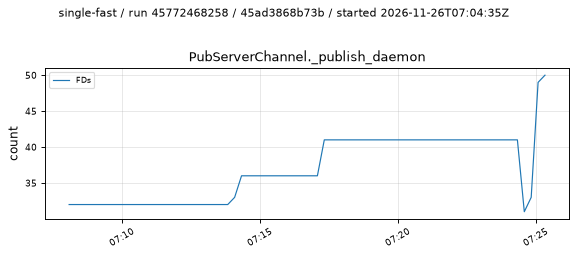 single-fast / run 45772468258 / 45ad3868b73b / started 2026-11-26T07:04:35Z
PubServerChannel._publish_daemon
FDs
count
50
45
40
35
07:10
07:15
07:20
07:25